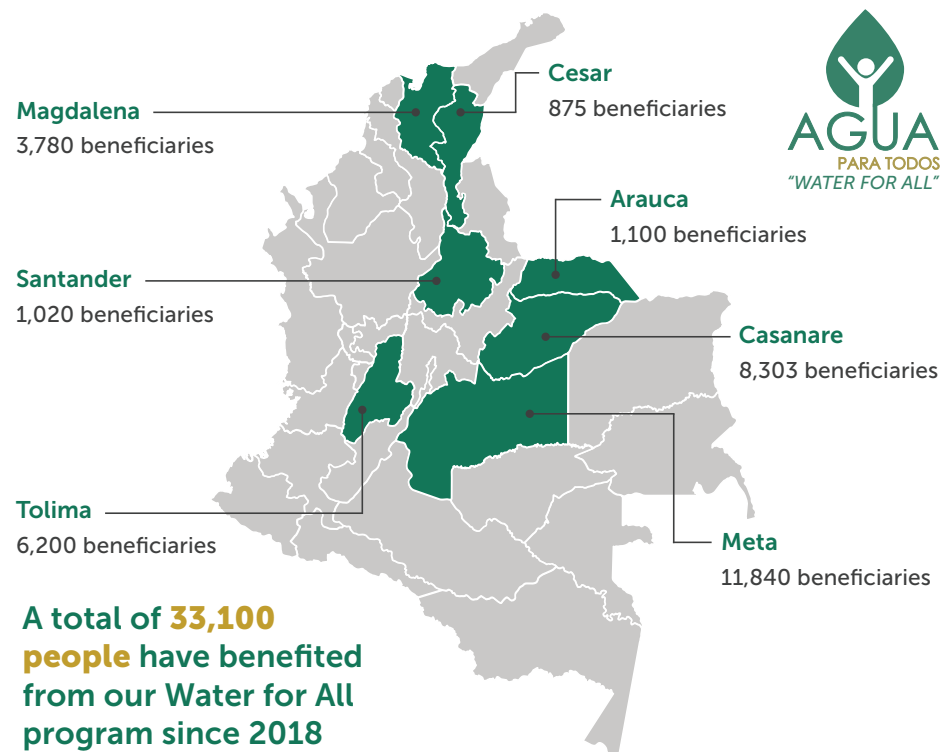 Cesar
875 beneficiaries
Magdalena
3,780 beneficiaries
AGUA
PARA TODOS
"WATER FOR ALL"
Arauca
1,100 beneficiaries
Santander
1,020 beneficiaries
Casanare
8,303 beneficiaries
Tolima
6,200 beneficiaries
Meta
11,840 beneficiaries
A total of 33,100
people have benefited
from our Water for All
program since 2018